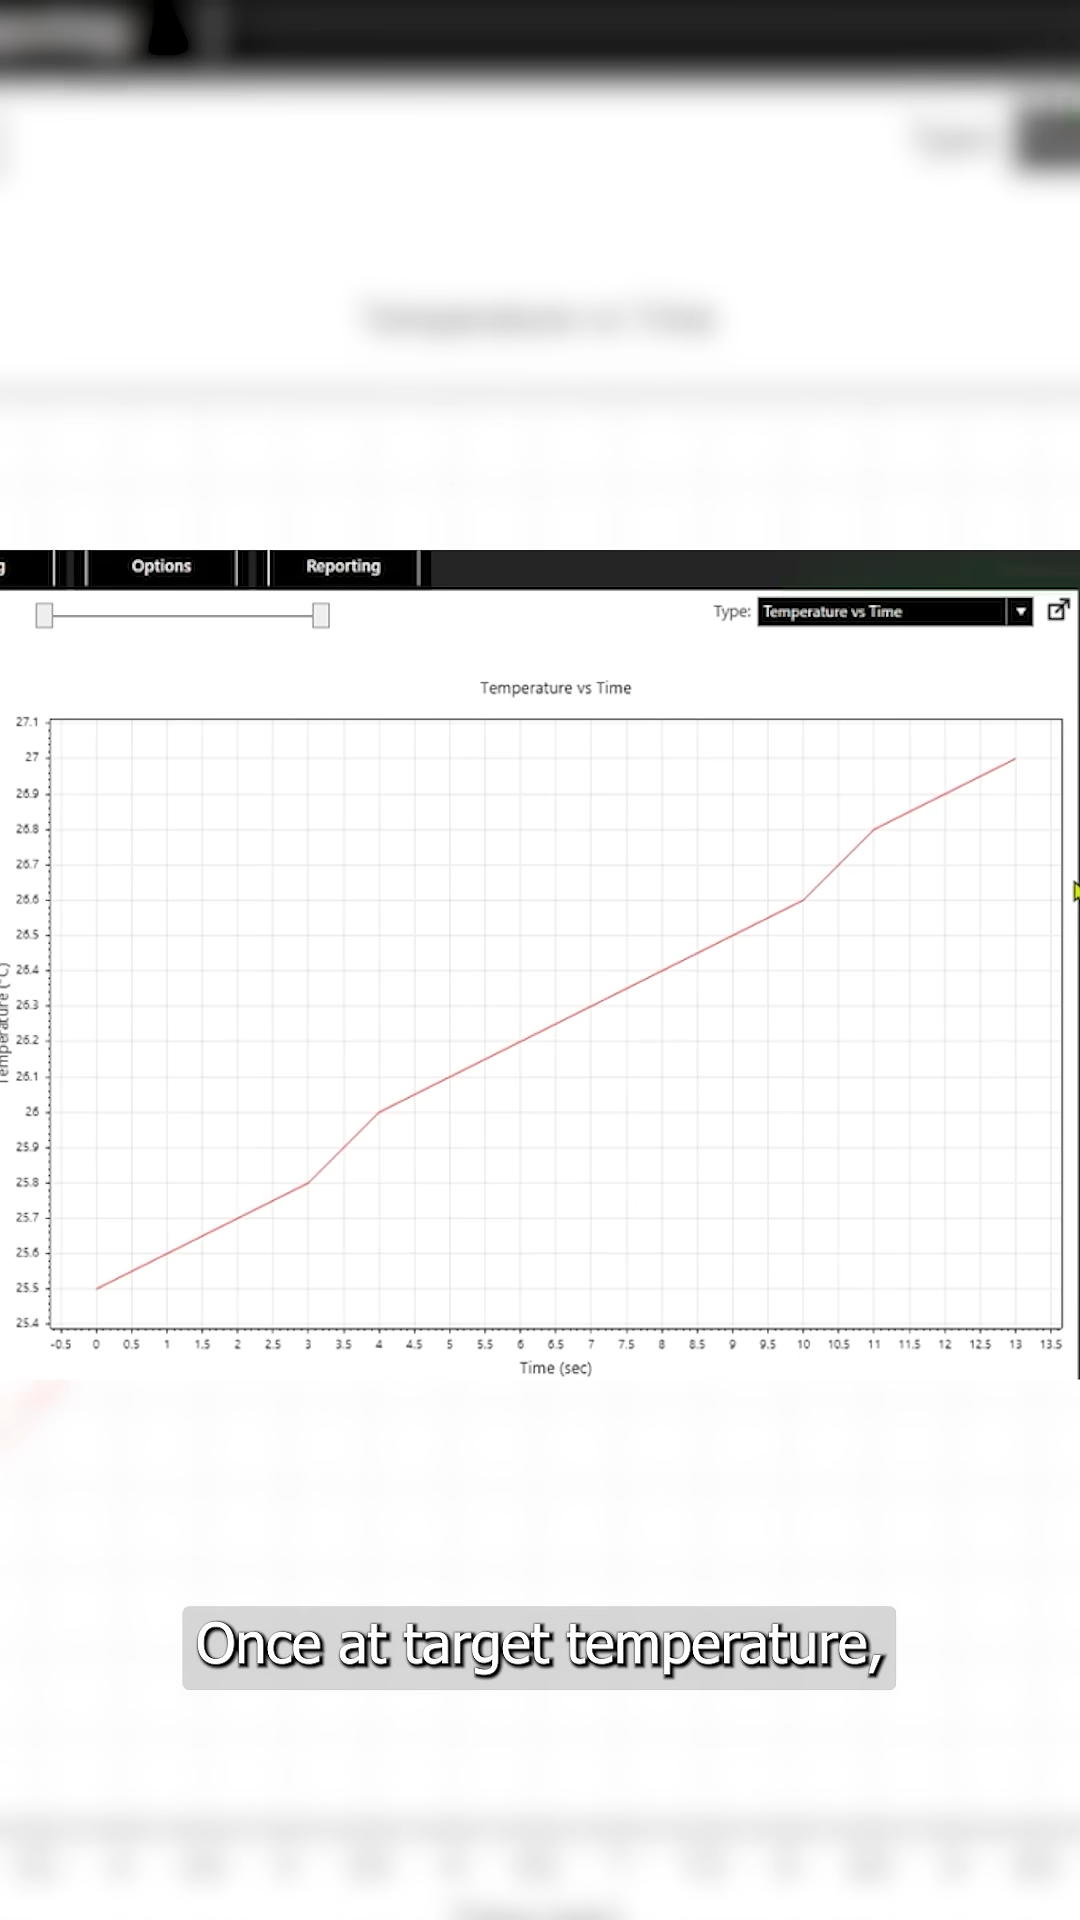 g Options Reporting
Type: Temperature vs Time
Temperature vs Time
27.1
27
26.9
26.8
26.7
26.6
26.5
26.4
26.3
26.2
26.1
26
25.9
25.8
25.7
25.6
25.5
25.4
Temperature (°C)
-0.5 0 0.5 1 1.5 2 2.5 3 3.5 4 4.5 5 5.5 6 6.5 7 7.5 8 8.5 9 9.5 10 10.5 11 11.5 12 12.5 13 13.5
Time (sec)
Once at target temperature,